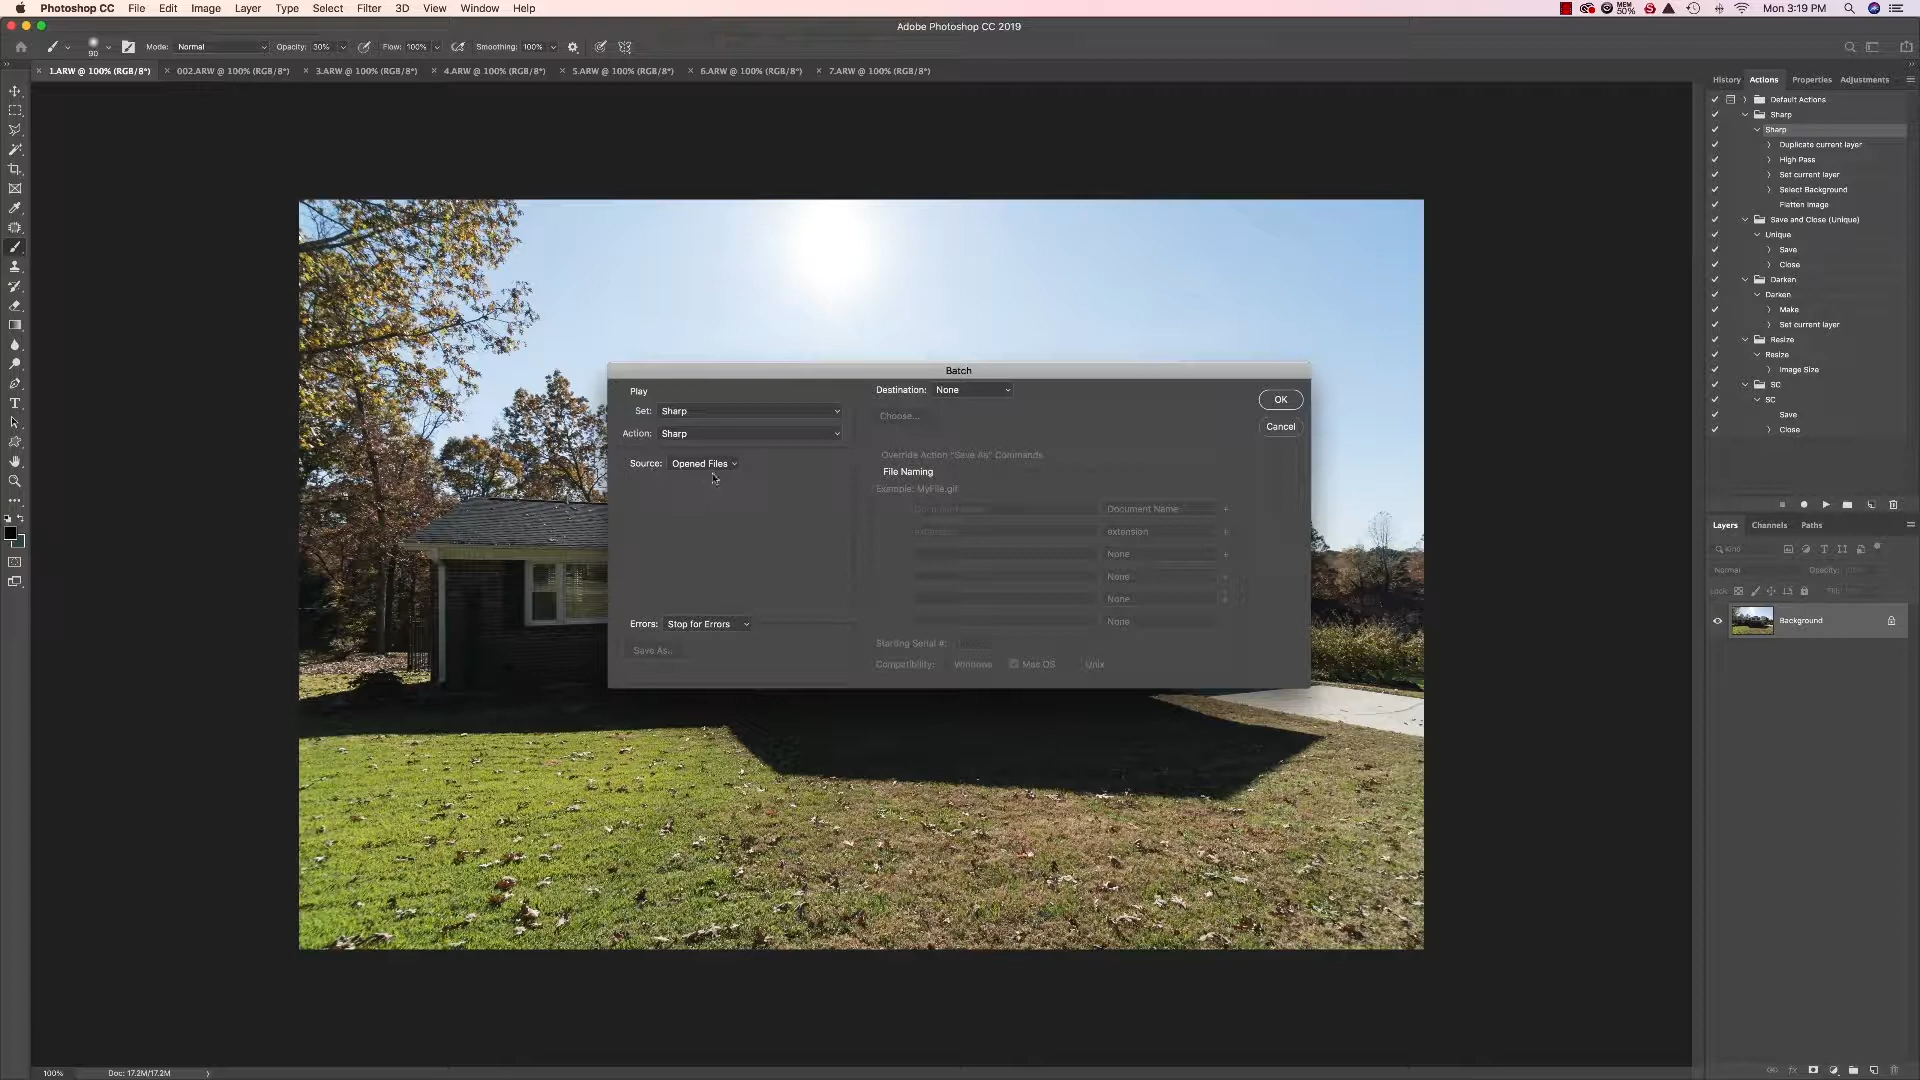 Photoshop CC File Edit Image Layer Type Select Filter 3D View Window Help MEM 50% Mon 3:19 PM
Adobe Photoshop CC 2019
90 Mode: Normal Opacity: 30% Flow: 100% Smoothing: 100%
1.ARW @ 100% (RGB/8*) 002.ARW @ 100% (RGB/8*) 3.ARW @ 100% (RGB/8*) 4.ARW @ 100% (RGB/8*) 5.ARW @ 100% (RGB/8*) 6.ARW @ 100% (RGB/8*) 7.ARW @ 100% (RGB/8*)
History Actions Properties Adjustments
Default Actions
Sharp
Sharp
Duplicate current layer
High Pass
Set current layer
Select Background
Flatten Image
Save and Close (Unique)
Unique
Save
Close
Darken
Darken
Make
Set current layer
Resize
Resize
Image Size
SC
SC
Save
Close
Batch
Play
Set: Sharp
Action: Sharp
Source: Opened Files
Errors: Stop for Errors
Save As...
Destination: None
Choose...
Override Action "Save As" Commands
File Naming
Example: MyFile.gif
Document Name Document Name +
extension extension +
None +
None
None
None
Starting Serial #:
Compatibility: Windows Mac OS Unix
OK
Cancel
Layers Channels Paths
Kind
Normal Opacity:
Lock: Fill:
Background
100% Doc: 17.2M/17.2M